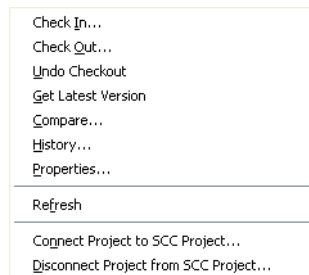 Check In...
Check Out...
Undo Checkout
Get Latest Version
Compare...
History...
Properties...
Refresh
Connect Project to SCC Project...
Disconnect Project from SCC Project...